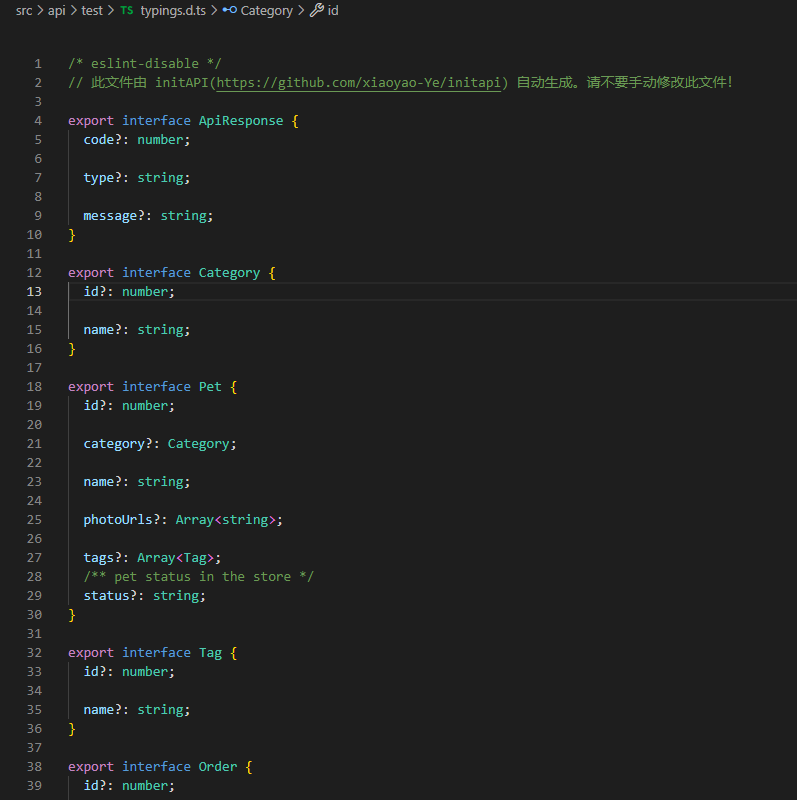 src > api > test > TS typings.d.ts > Category > id
1 /* eslint-disable */
2 // 此文件由 initAPI(https://github.com/xiaoyao-Ye/initapi) 自动生成。请不要手动修改此文件!
3
4 export interface ApiResponse {
5   code?: number;
6
7   type?: string;
8
9   message?: string;
10 }
11
12 export interface Category {
13   id?: number;
14
15   name?: string;
16 }
17
18 export interface Pet {
19   id?: number;
20
21   category?: Category;
22
23   name?: string;
24
25   photoUrls?: Array<string>;
26
27   tags?: Array<Tag>;
28   /** pet status in the store */
29   status?: string;
30 }
31
32 export interface Tag {
33   id?: number;
34
35   name?: string;
36 }
37
38 export interface Order {
39   id?: number;